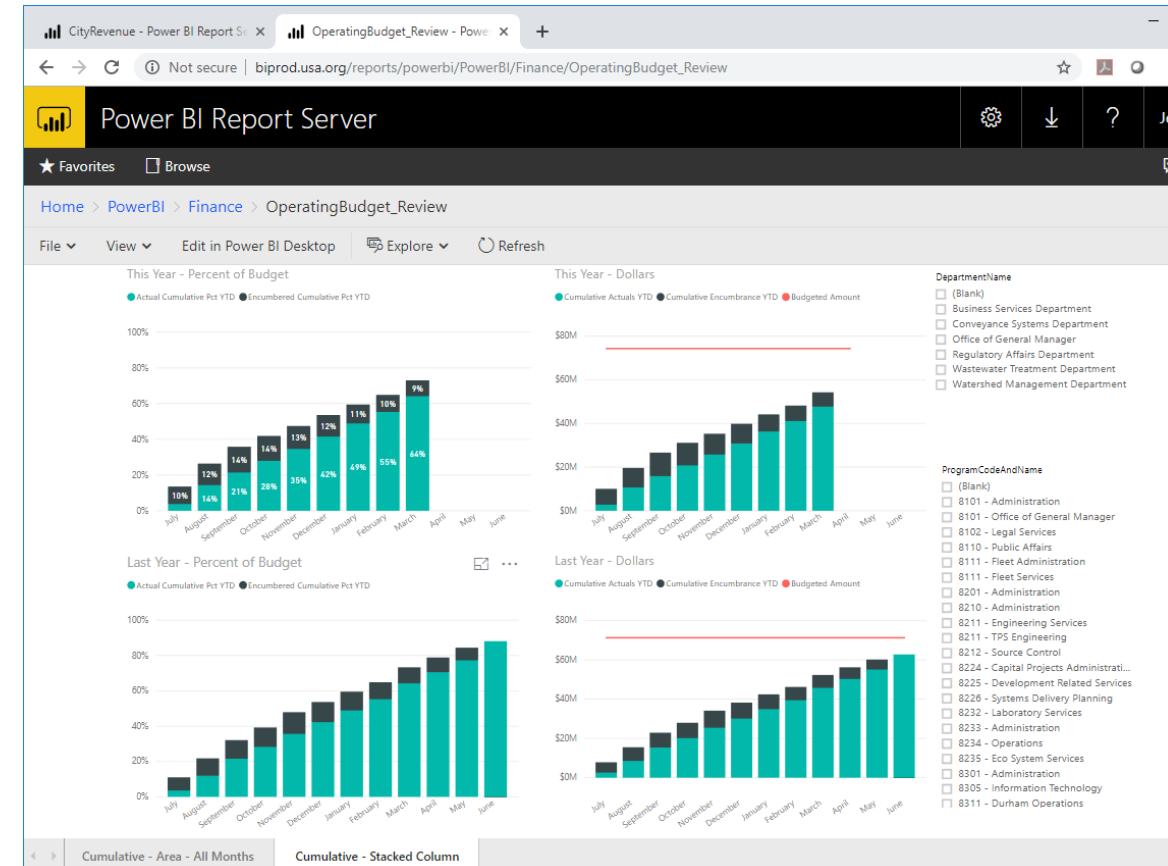 CityRevenue - Power BI Report Se
OperatingBudget_Review - Powe
Not secure | biprod.usa.org/reports/powerbi/PowerBI/Finance/OperatingBudget_Review
Power BI Report Server
?
Favorites Browse
Home > PowerBI > Finance > OperatingBudget_Review
File View Edit in Power BI Desktop Explore Refresh
This Year - Percent of Budget
Actual Cumulative Pct YTD Encumbered Cumulative Pct YTD
100%
80%
60%
40%
20%
0%
10%
12% 14%
14% 21%
14% 28%
13% 35%
12% 42%
11% 49%
10% 55%
9% 64%
July August September October November December January February March April May June
This Year - Dollars
Cumulative Actuals YTD Cumulative Encumbrance YTD Budgeted Amount
$80M
$60M
$40M
$20M
$0M
July August September October November December January February March April May June
Last Year - Percent of Budget
Actual Cumulative Pct YTD Encumbered Cumulative Pct YTD
100%
80%
60%
40%
20%
0%
July August September October November December January February March April May June
Last Year - Dollars
Cumulative Actuals YTD Cumulative Encumbrance YTD Budgeted Amount
$80M
$60M
$40M
$20M
$0M
July August September October November December January February March April May June
DepartmentName
(Blank)
Business Services Department
Conveyance Systems Department
Office of General Manager
Regulatory Affairs Department
Wastewater Treatment Department
Watershed Management Department
ProgramCodeAndName
(Blank)
8101 - Administration
8101 - Office of General Manager
8102 - Legal Services
8110 - Public Affairs
8111 - Fleet Administration
8111 - Fleet Services
8201 - Administration
8210 - Administration
8211 - Engineering Services
8211 - TPS Engineering
8212 - Source Control
8224 - Capital Projects Administrati...
8225 - Development Related Services
8226 - Systems Delivery Planning
8232 - Laboratory Services
8233 - Administration
8234 - Operations
8235 - Eco System Services
8301 - Administration
8305 - Information Technology
8311 - Durham Operations
Cumulative - Area - All Months
Cumulative - Stacked Column